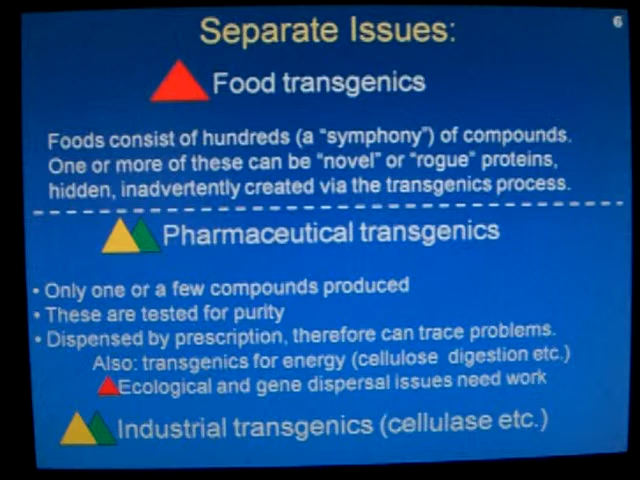 6
Separate Issues:
Food transgenics
Foods consist of hundreds (a “symphony”) of compounds.
One or more of these can be “novel” or “rogue” proteins,
hidden, inadvertently created via the transgenics process.
Pharmaceutical transgenics
• Only one or a few compounds produced
• These are tested for purity
• Dispensed by prescription, therefore can trace problems.
Also: transgenics for energy (cellulose digestion etc.)
Ecological and gene dispersal issues need work
Industrial transgenics (cellulase etc.)